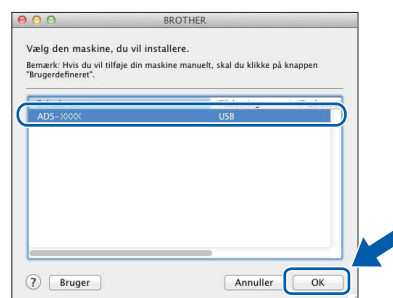 BROTHER
Vælg den maskine, du vil installere.
Bemærk: Hvis du vil tilføje din maskine manuelt, skal du klikke på knappen
"Brugerdefineret".
ADS-XXXX USB
? Bruger Annuller OK